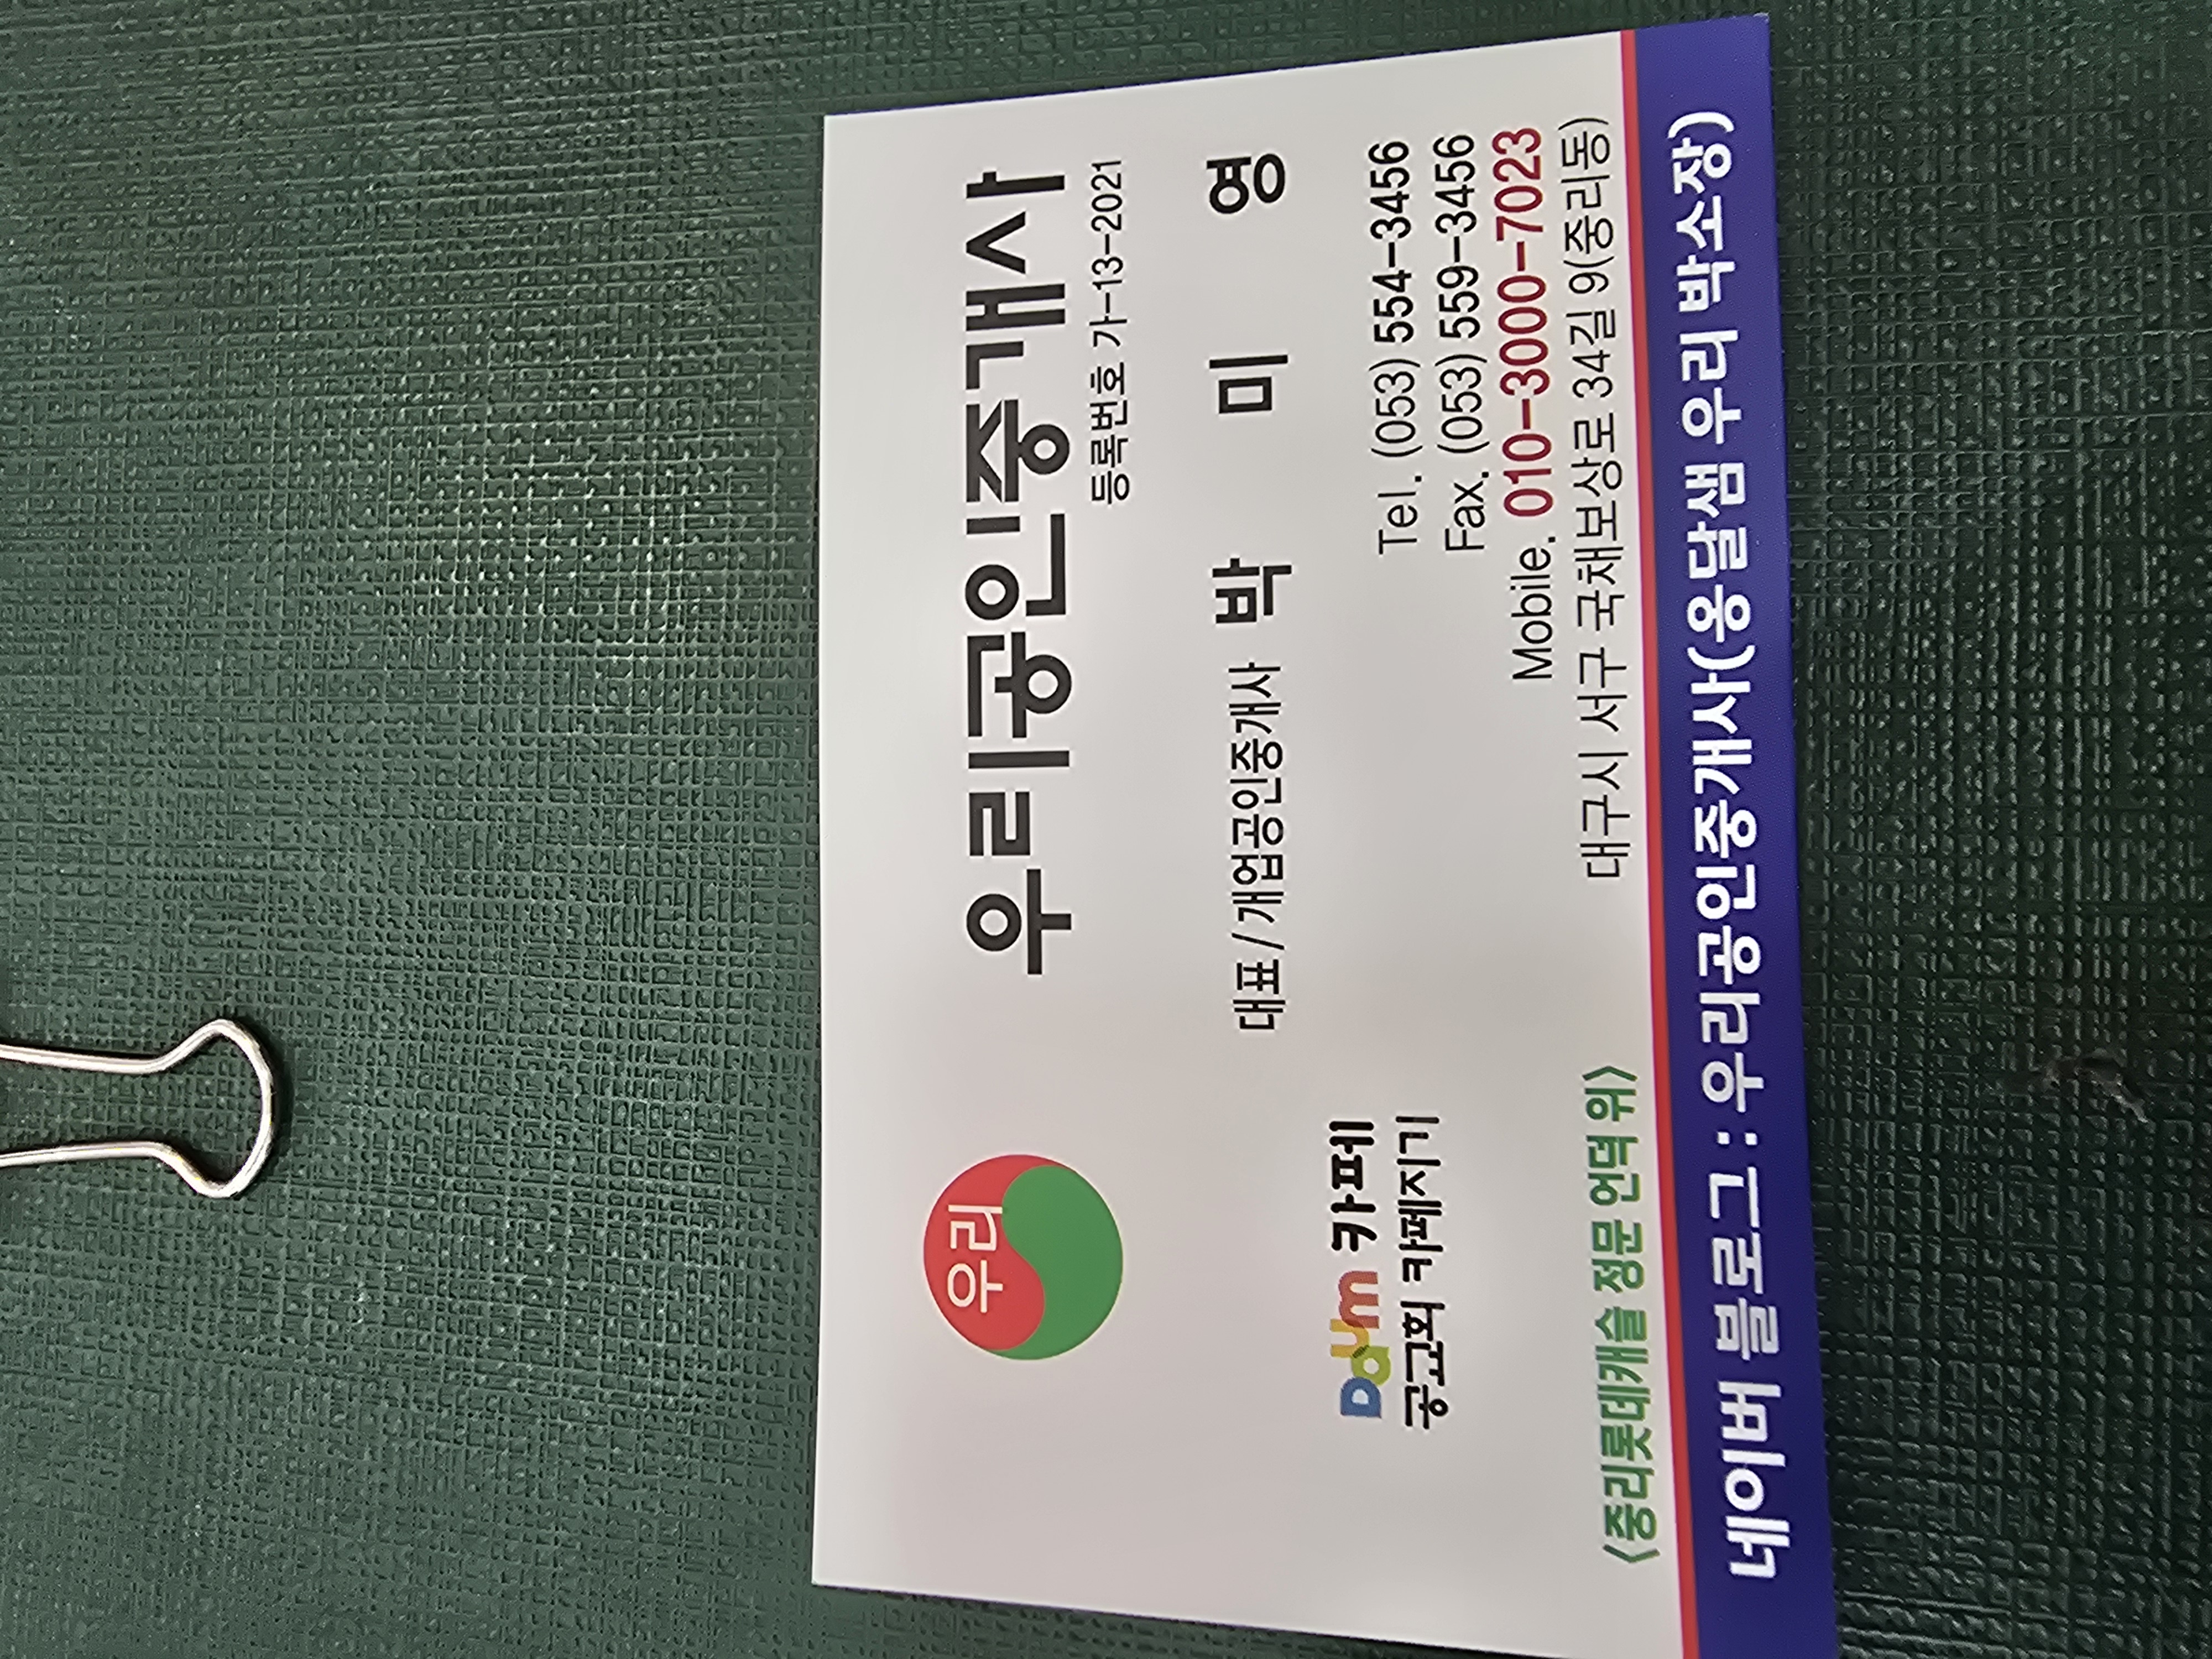 우리
우리공인중개사
등록번호 가-13-2021
대표/개업공인중개사 박 미 영
Daum 카페
공고회 카페지기
Tel. (053) 554-3456
Fax. (053) 559-3456
Mobile. 010-3000-7023
대구시 서구 국채보상로 34길 9(중리동)
<중리롯데캐슬 정문 언덕 위>
네이버 블로그 : 우리공인중개사(옹달샘 우리 박소장)